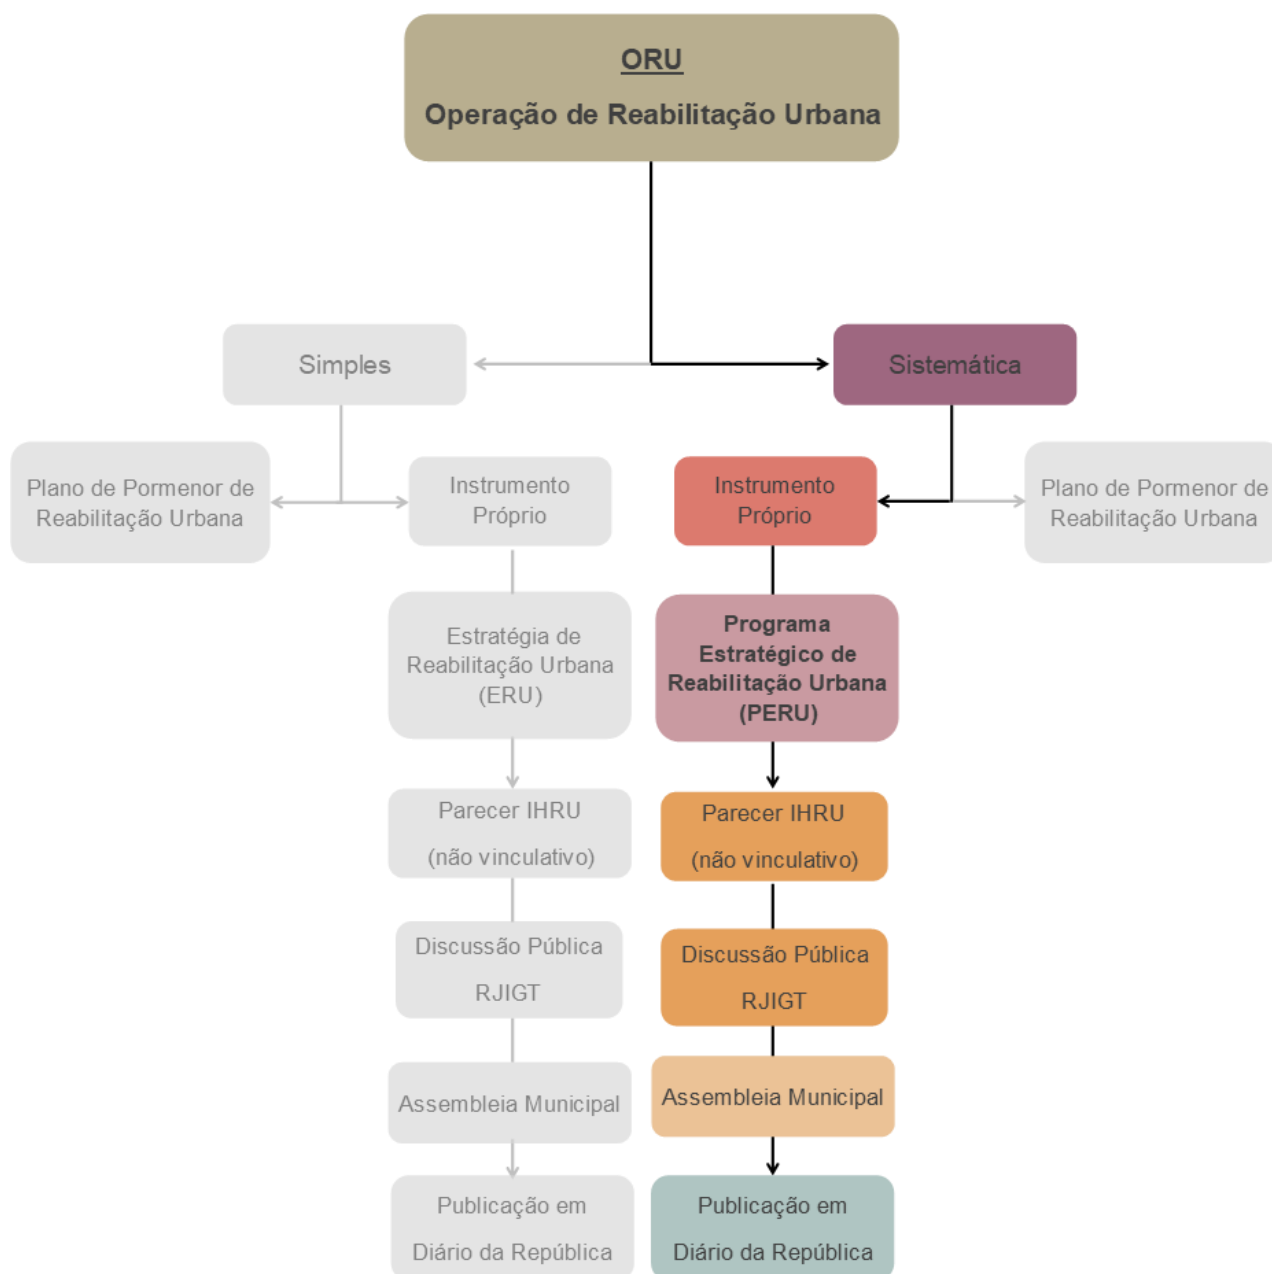 ORU
Operação de Reabilitação Urbana
Simples
Sistemática
Plano de Pormenor de
Reabilitação Urbana
Instrumento
Próprio
Instrumento
Próprio
Plano de Pormenor de
Reabilitação Urbana
Estratégia de
Reabilitação Urbana
(ERU)
Programa
Estratégico de
Reabilitação Urbana
(PERU)
Parecer IHRU
(não vinculativo)
Parecer IHRU
(não vinculativo)
Discussão Pública
RJIGT
Discussão Pública
RJIGT
Assembleia Municipal
Assembleia Municipal
Publicação em
Diário da República
Publicação em
Diário da República